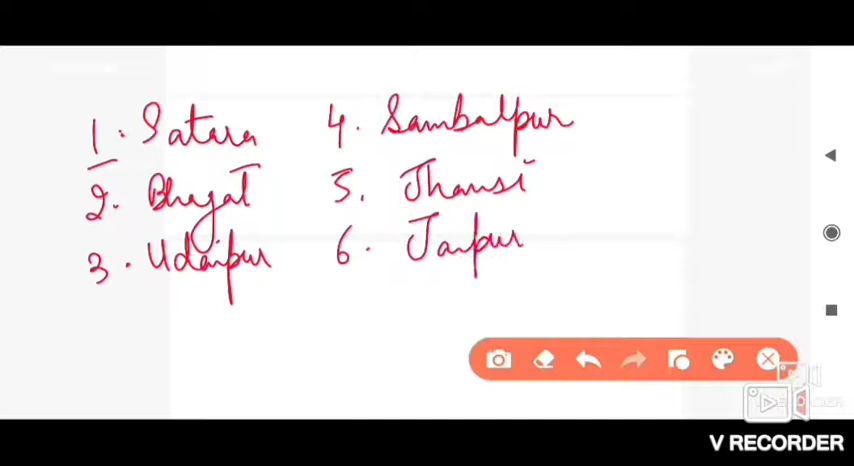 1. Satara
2. Bhagat
3. Udaipur
4. Sambalpur
5. Jhansi
6. Jaipur
V RECORDER